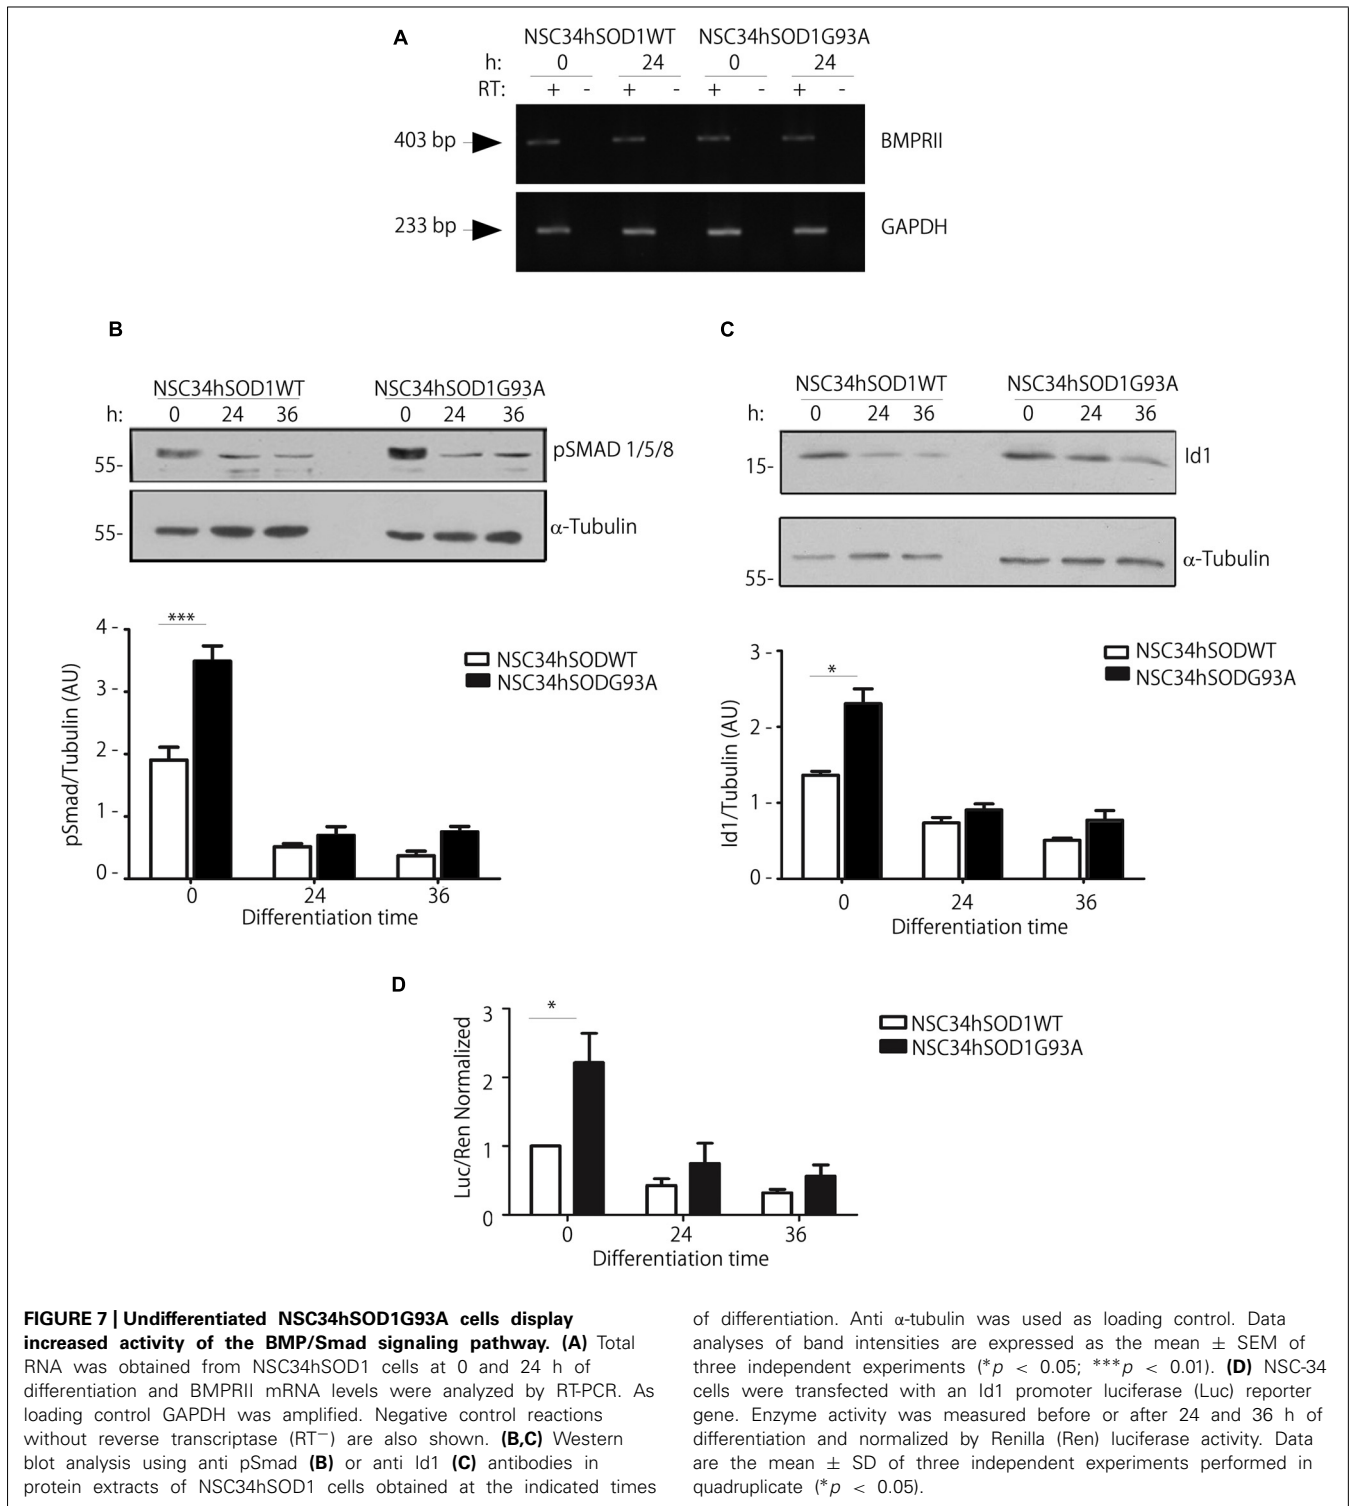 A
NSC34hSOD1WT NSC34hSOD1G93A
h: 0 24 0 24
RT: + - + - + - + -
403 bp BMPRII
233 bp GAPDH
B
NSC34hSOD1WT NSC34hSOD1G93A
h: 0 24 36 0 24 36
55- pSMAD 1/5/8
55- α-Tubulin
***
4 -
3 -
2 -
1 -
0 -
pSmad/Tubulin (AU)
NSC34hSODWT
NSC34hSODG93A
0 24 36
Differentiation time
C
NSC34hSOD1WT NSC34hSOD1G93A
h: 0 24 36 0 24 36
15- Id1
55- α-Tubulin
*
3 -
2 -
1 -
0 -
Id1/Tubulin (AU)
NSC34hSODWT
NSC34hSODG93A
0 24 36
Differentiation time
D
*
3
2
1
0
Luc/Ren Normalized
NSC34hSOD1WT
NSC34hSOD1G93A
0 24 36
Differentiation time
FIGURE 7 | Undifferentiated NSC34hSOD1G93A cells display
increased activity of the BMP/Smad signaling pathway. (A) Total
RNA was obtained from NSC34hSOD1 cells at 0 and 24 h of
differentiation and BMPRII mRNA levels were analyzed by RT-PCR. As
loading control GAPDH was amplified. Negative control reactions
without reverse transcriptase (RT−) are also shown. (B,C) Western
blot analysis using anti pSmad (B) or anti Id1 (C) antibodies in
protein extracts of NSC34hSOD1 cells obtained at the indicated times
of differentiation. Anti α-tubulin was used as loading control. Data
analyses of band intensities are expressed as the mean ± SEM of
three independent experiments (*p < 0.05; ***p < 0.01). (D) NSC-34
cells were transfected with an Id1 promoter luciferase (Luc) reporter
gene. Enzyme activity was measured before or after 24 and 36 h of
differentiation and normalized by Renilla (Ren) luciferase activity. Data
are the mean ± SD of three independent experiments performed in
quadruplicate (*p < 0.05).